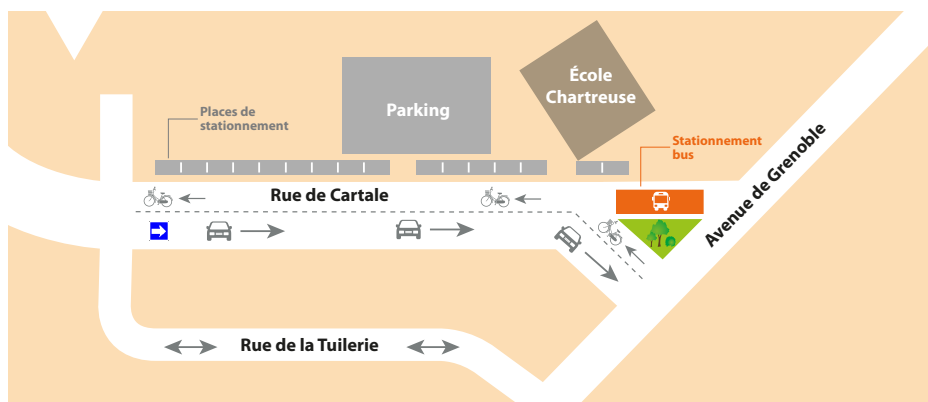 Places de
stationnement
Parking
École
Chartreuse
Stationnement
bus
Avenue de Grenoble
Rue de Cartale
Rue de la Tuilerie